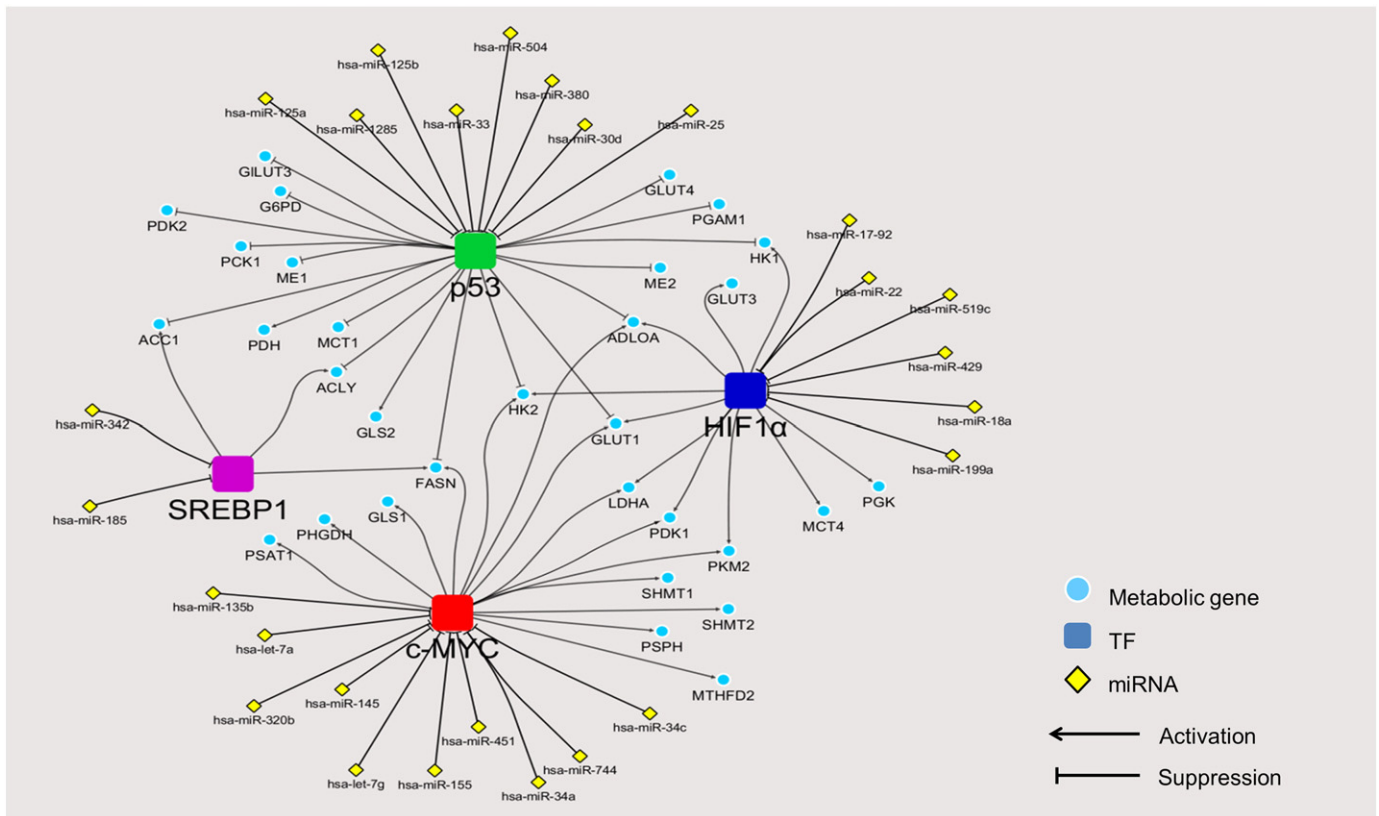 hsa-miR-504
hsa-miR-125b
hsa-miR-380
hsa-miR-125a
hsa-miR-1285
hsa-miR-33
hsa-miR-30d
hsa-miR-25
GILUT3
G6PD
PDK2
PCK1
ME1
GLUT4
PGAM1
HK1
ME2
GLUT3
p53
hsa-miR-17-92
hsa-miR-22
hsa-miR-519c
hsa-miR-429
hsa-miR-18a
hsa-miR-199a
ACC1
PDH
MCT1
ADLOA
ACLY
HK2
GLS2
GLUT1
HIF1α
hsa-miR-342
hsa-miR-185
SREBP1
FASN
LDHA
PGK
MCT4
PDK1
PKM2
GLS1
PHGDH
PSAT1
SHMT1
SHMT2
PSPH
MTHFD2
c-MYC
hsa-miR-135b
hsa-let-7a
hsa-miR-145
hsa-miR-320b
hsa-miR-451
hsa-miR-34c
hsa-miR-744
hsa-let-7g
hsa-miR-155
hsa-miR-34a
Metabolic gene
TF
miRNA
Activation
Suppression